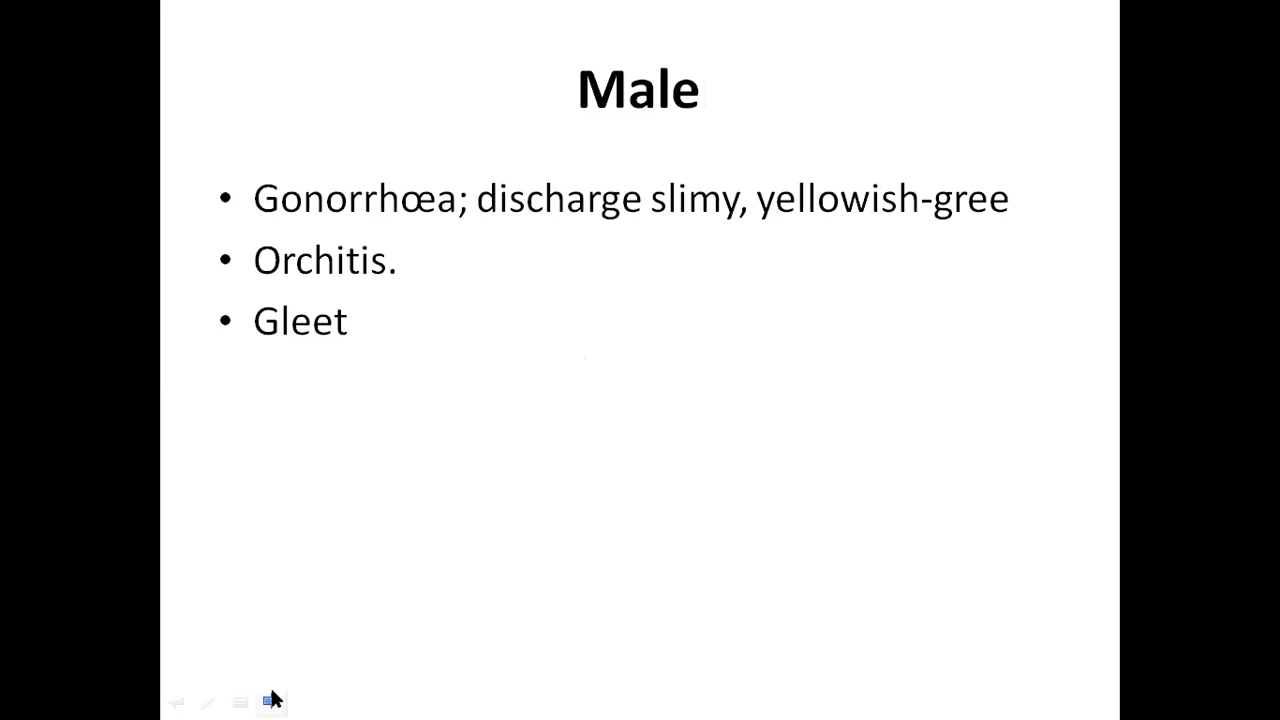 Male
• Gonorrhœa; discharge slimy, yellowish-gree
• Orchitis.
• Gleet